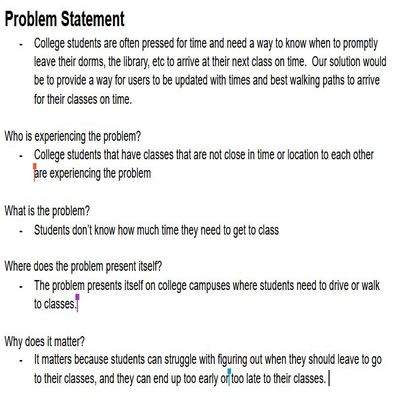 Problem Statement
- College students are often pressed for time and need a way to know when to promptly
leave their dorms, the library, etc to arrive at their next class on time. Our solution would
be to provide a way for users to be updated with times and best walking paths to arrive
for their classes on time.
Who is experiencing the problem?
- College students that have classes that are not close in time or location to each other
are experiencing the problem
What is the problem?
- Students don't know how much time they need to get to class
Where does the problem present itself?
- The problem presents itself on college campuses where students need to drive or walk
to classes.
Why does it matter?
- It matters because students can struggle with figuring out when they should leave to go
to their classes, and they can end up too early or too late to their classes.